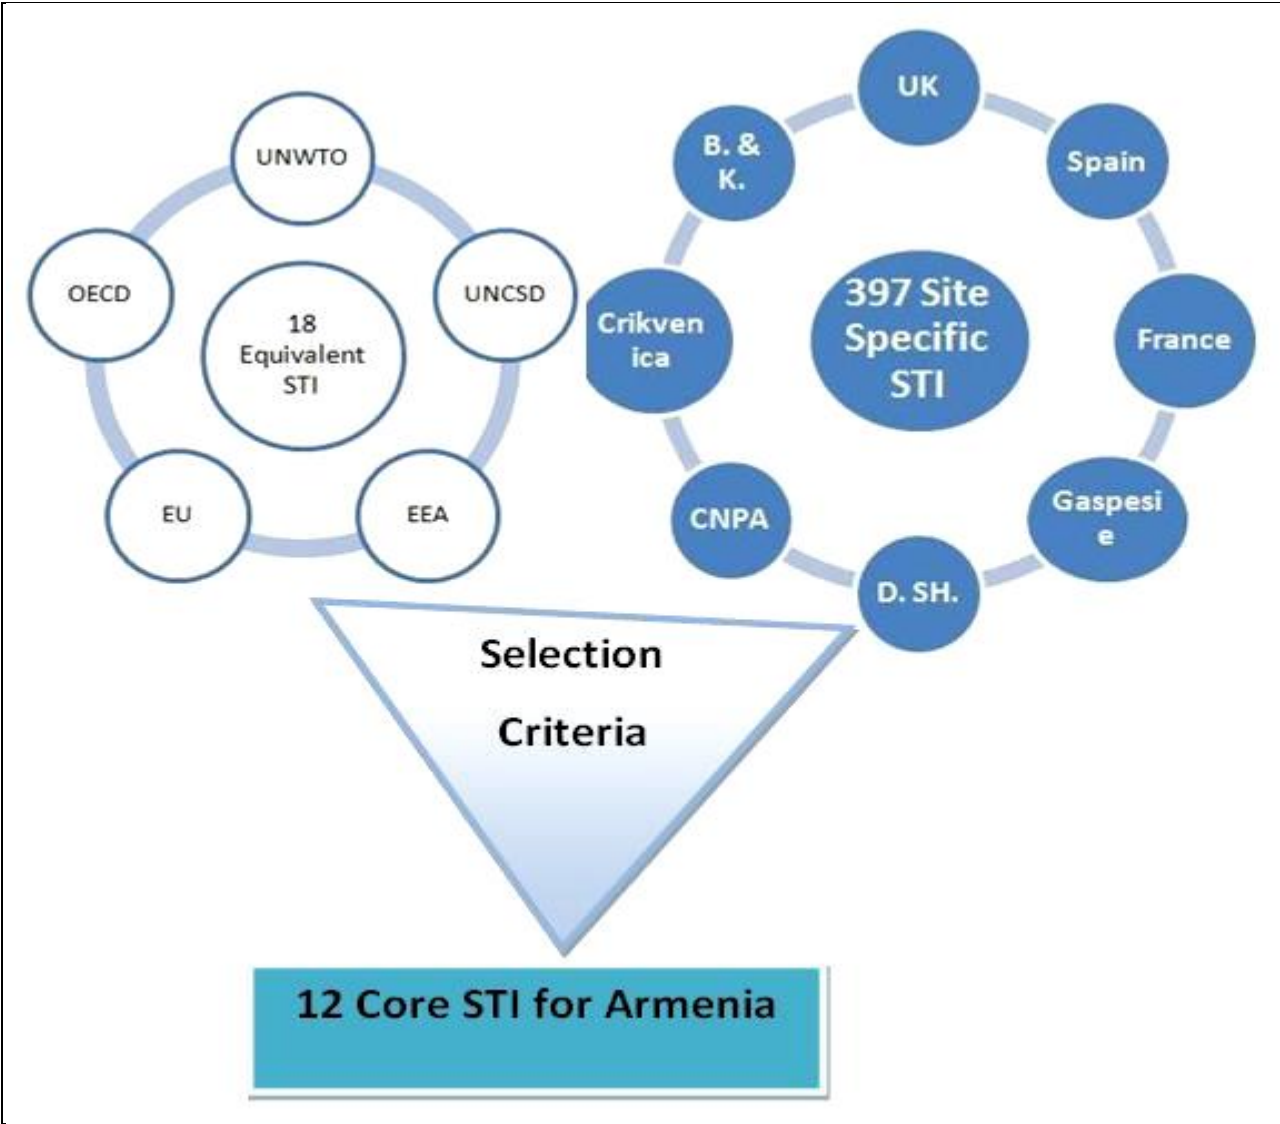 UNWTO
OECD
UNCSD
18
Equivalent
STI
EU
EEA
UK
B. &
K.
Spain
397 Site
Specific
STI
Crikven
ica
France
CNPA
Gaspesi
e
D. SH.
Selection
Criteria
12 Core STI for Armenia